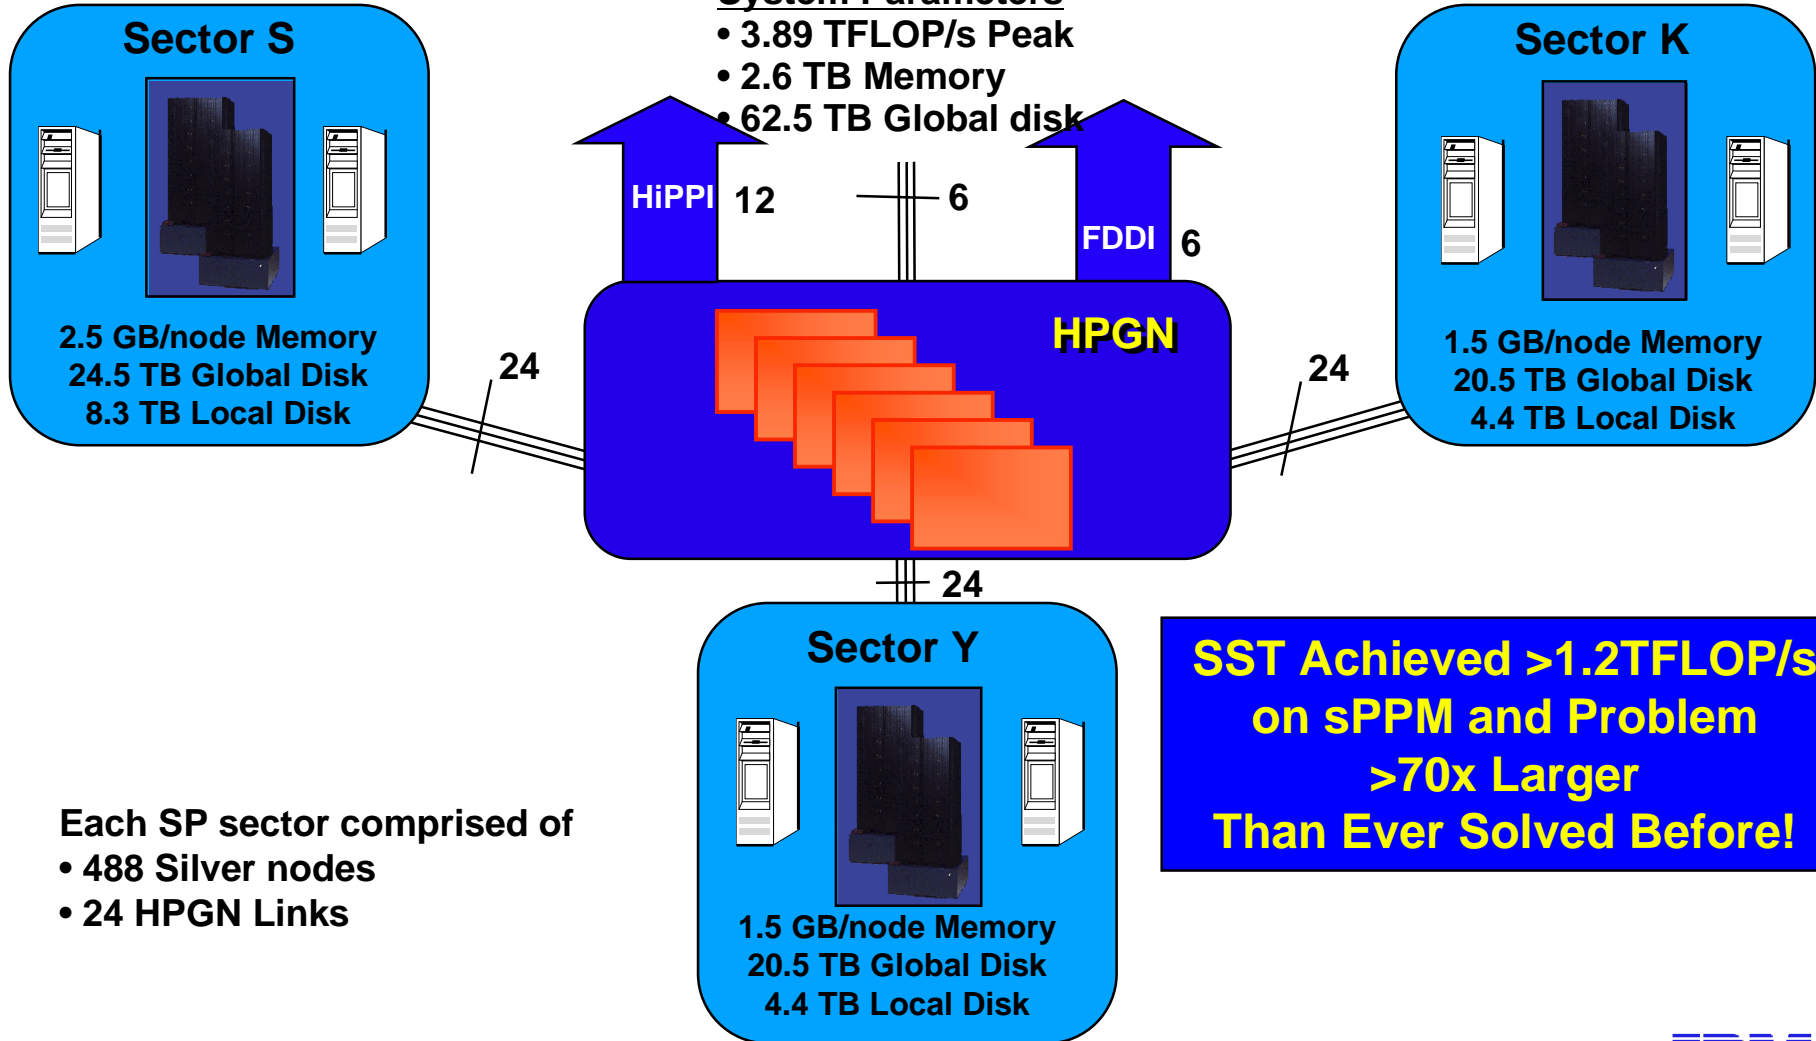 System Parameters
• 3.89 TFLOP/s Peak
• 2.6 TB Memory
• 62.5 TB Global disk
Sector S
2.5 GB/node Memory
24.5 TB Global Disk
8.3 TB Local Disk
Sector K
1.5 GB/node Memory
20.5 TB Global Disk
4.4 TB Local Disk
HiPPI
12
6
FDDI
6
HPGN
24
24
24
Sector Y
1.5 GB/node Memory
20.5 TB Global Disk
4.4 TB Local Disk
Each SP sector comprised of
• 488 Silver nodes
• 24 HPGN Links
SST Achieved >1.2TFLOP/s
on sPPM and Problem
>70x Larger
Than Ever Solved Before!